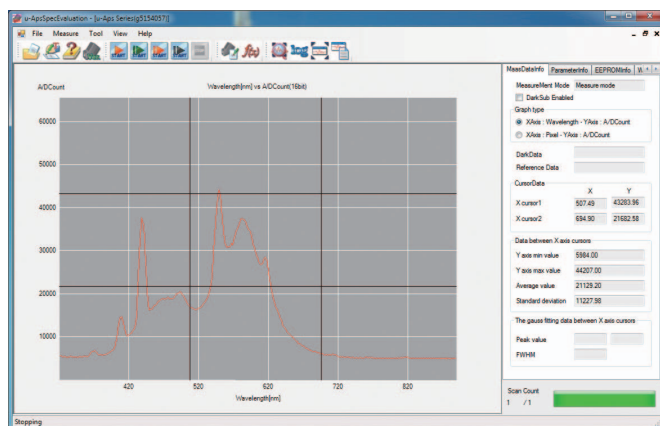 u-ApsSpecEvaluation - [u-Aps Series(g5154057)]
File Measure Tool View Help
START START START START
MeasDataInfo ParameterInfo EEPROMInfo
A/DCount
Wavelength[nm] vs A/DCount(16bit)
60000
50000
40000
30000
20000
10000
0
420 520 620 720 820
Wavelength[nm]
MeasureMent Mode Measure mode
DarkSub Enabled
Graph type
XAxis : Wavelength - YAxis : A/DCount
XAxis : Pixel - YAxis : A/DCount
DarkData
Reference Data
CursorData
X Y
X-cursor1 507.49 43283.96
X-cursor2 694.90 21682.58
Data between X axis cursors
Y axis min value 5984.00
Y axis max value 44207.00
Average value 21129.20
Standard deviation 11227.98
The gauss fitting data between X axis cursors
Peak value
FWHM
Scan Count
1 / 1
Stopping